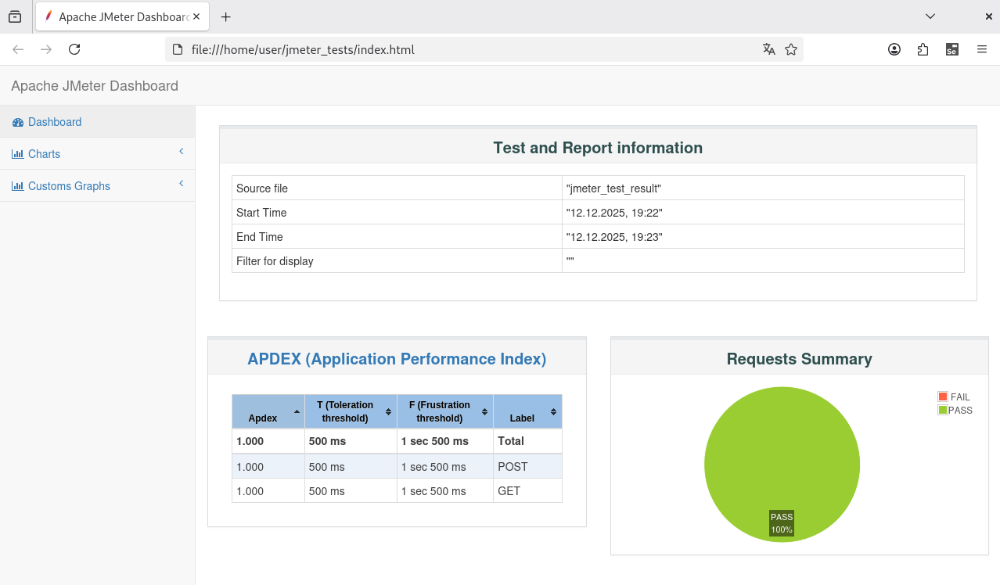 Apache JMeter Dashboard
file:///home/user/jmeter_tests/index.html
Se
Apache JMeter Dashboard
Dashboard
Charts
Customs Graphs
Test and Report information
Source file "jmeter_test_result"
Start Time "12.12.2025, 19:22"
End Time "12.12.2025, 19:23"
Filter for display ""
APDEX (Application Performance Index)
Apdex T (Toleration threshold) F (Frustration threshold) Label
1.000 500 ms 1 sec 500 ms Total
1.000 500 ms 1 sec 500 ms POST
1.000 500 ms 1 sec 500 ms GET
Requests Summary
FAIL
PASS
PASS
100%